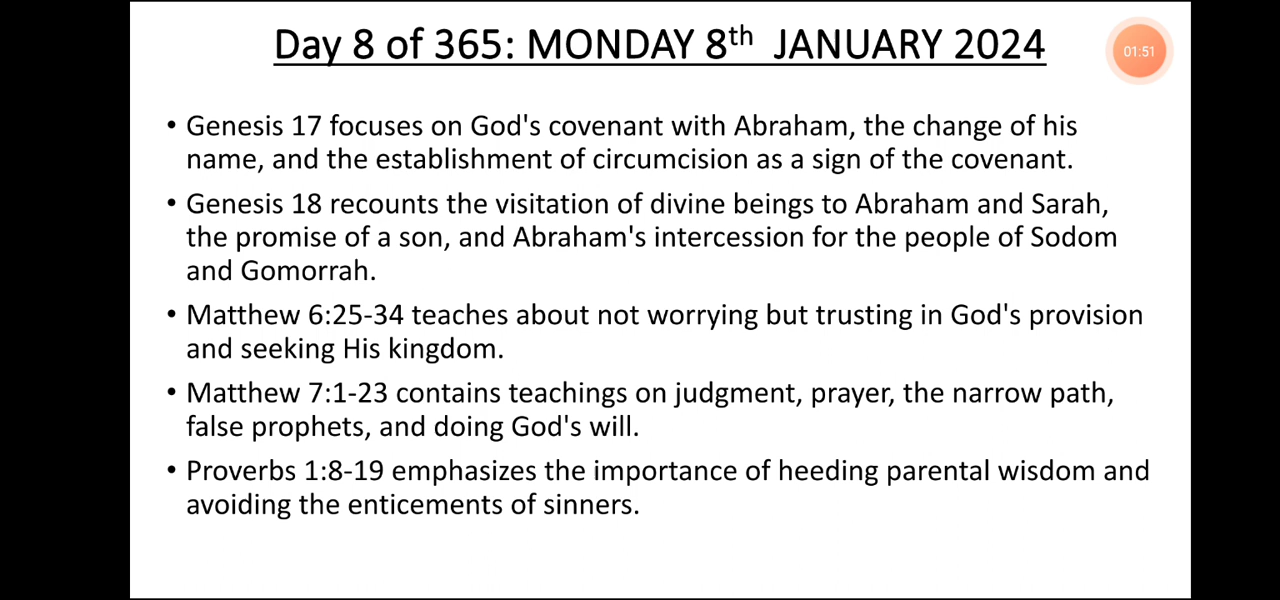 Day 8 of 365: MONDAY 8th JANUARY 2024
01:51
• Genesis 17 focuses on God's covenant with Abraham, the change of his
name, and the establishment of circumcision as a sign of the covenant.
• Genesis 18 recounts the visitation of divine beings to Abraham and Sarah,
the promise of a son, and Abraham's intercession for the people of Sodom
and Gomorrah.
• Matthew 6:25-34 teaches about not worrying but trusting in God's provision
and seeking His kingdom.
• Matthew 7:1-23 contains teachings on judgment, prayer, the narrow path,
false prophets, and doing God's will.
• Proverbs 1:8-19 emphasizes the importance of heeding parental wisdom and
avoiding the enticements of sinners.